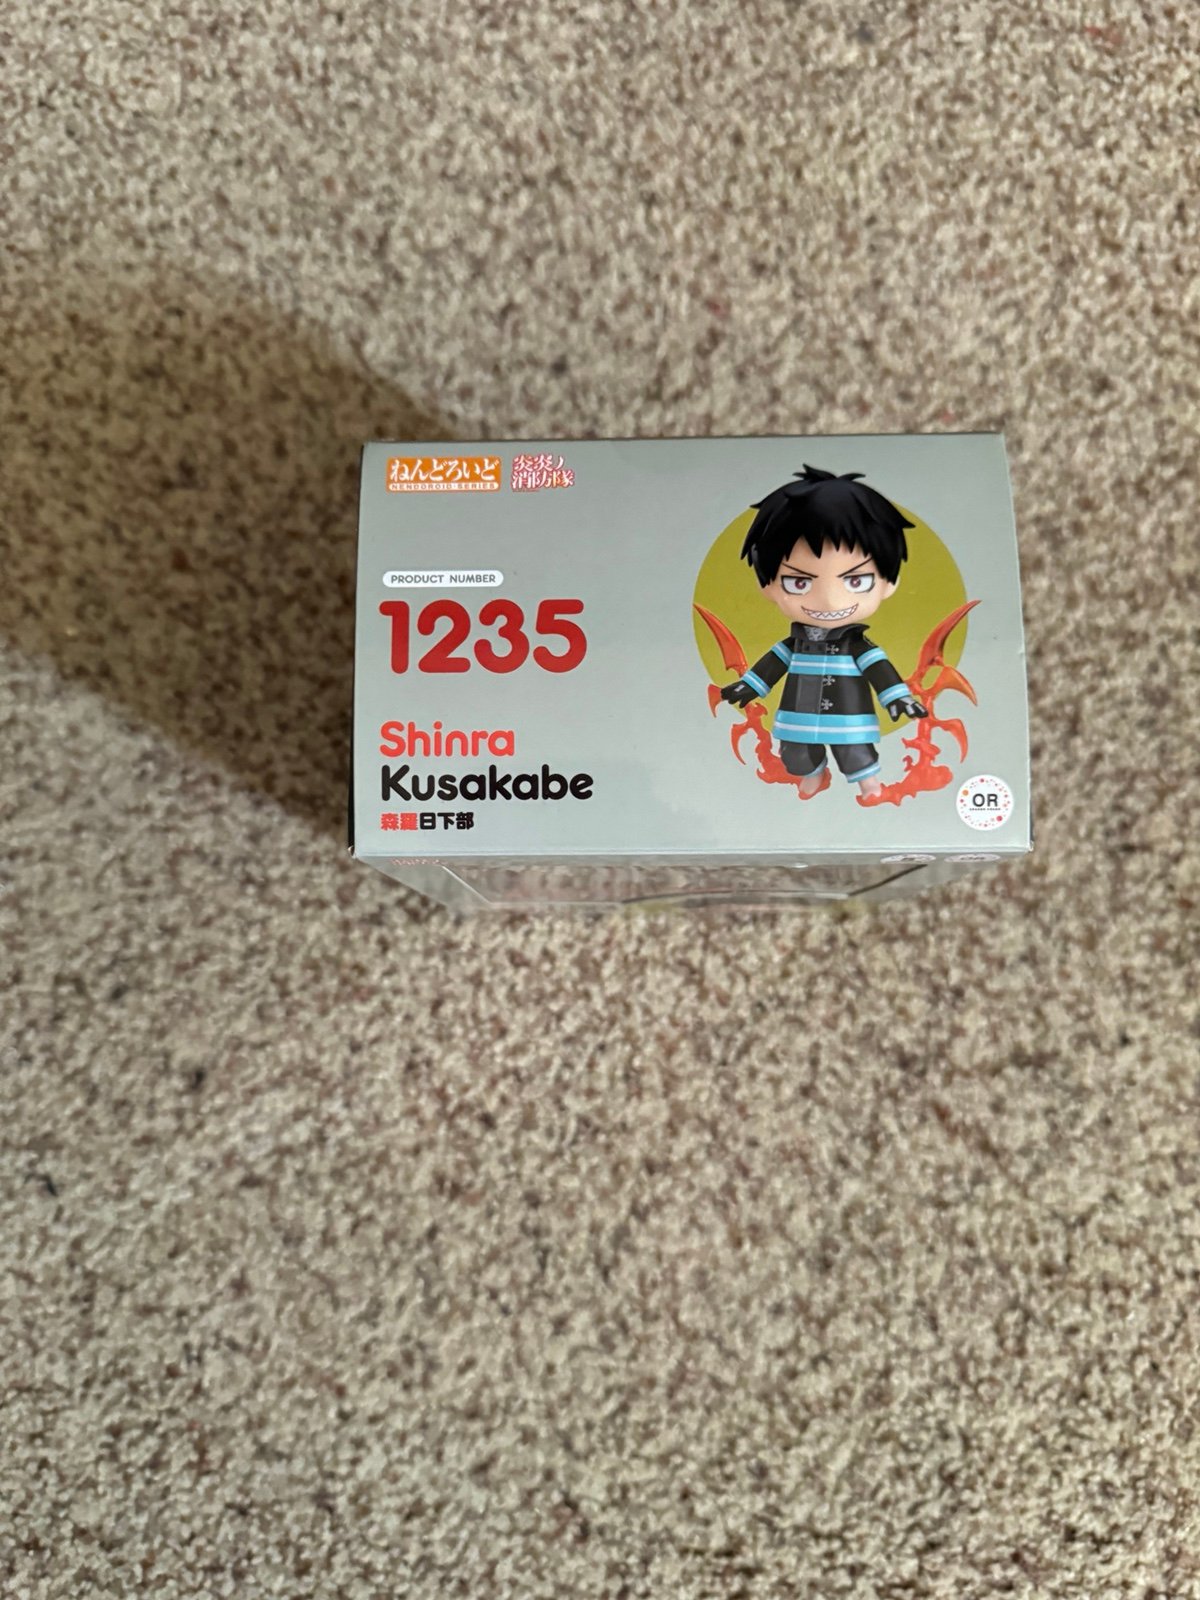 ねんどろいど
NENDOROID SERIES
炎炎ノ
消防隊
PRODUCT NUMBER
1235
Shinra
Kusakabe
森羅日下部
OR